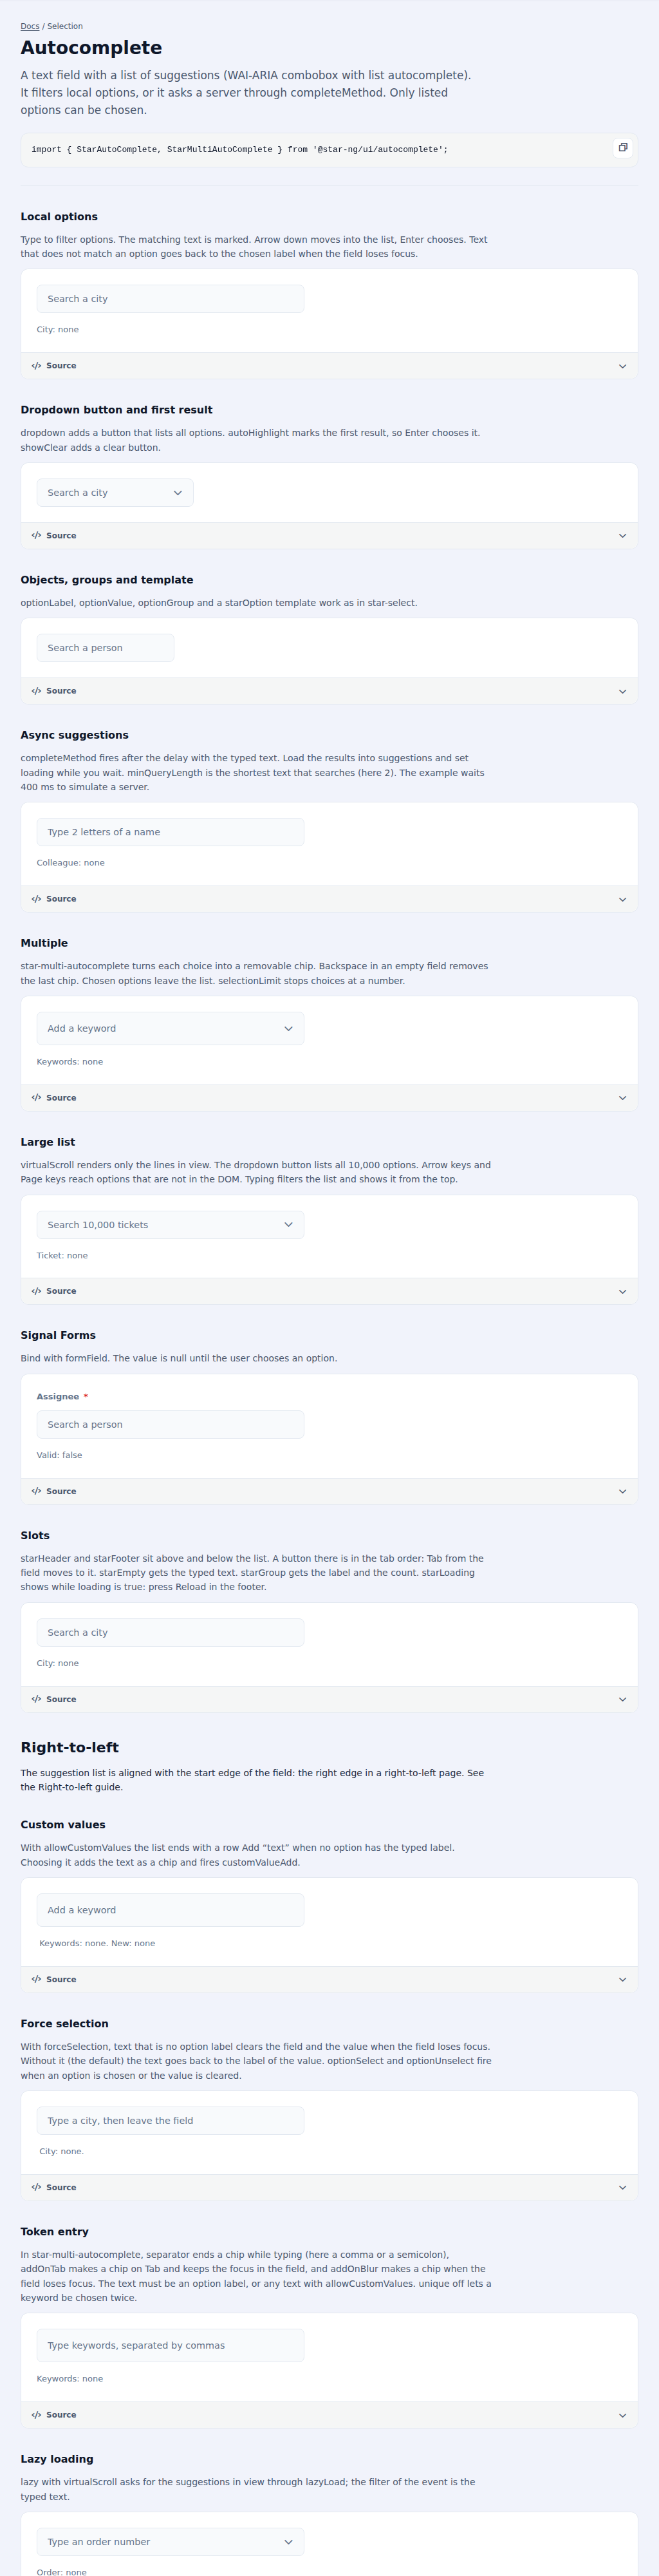 Docs / Selection
Autocomplete
A text field with a list of suggestions (WAI-ARIA combobox with list autocomplete).
It filters local options, or it asks a server through completeMethod. Only listed
options can be chosen.
import { StarAutoComplete, StarMultiAutoComplete } from '@star-ng/ui/autocomplete';
Local options
Type to filter options. The matching text is marked. Arrow down moves into the list, Enter chooses. Text
that does not match an option goes back to the chosen label when the field loses focus.
Search a city
City: none
Source
Dropdown button and first result
dropdown adds a button that lists all options. autoHighlight marks the first result, so Enter chooses it.
showClear adds a clear button.
Search a city
Source
Objects, groups and template
optionLabel, optionValue, optionGroup and a starOption template work as in star-select.
Search a person
Source
Async suggestions
completeMethod fires after the delay with the typed text. Load the results into suggestions and set
loading while you wait. minQueryLength is the shortest text that searches (here 2). The example waits
400 ms to simulate a server.
Type 2 letters of a name
Colleague: none
Source
Multiple
star-multi-autocomplete turns each choice into a removable chip. Backspace in an empty field removes
the last chip. Chosen options leave the list. selectionLimit stops choices at a number.
Add a keyword
Keywords: none
Source
Large list
virtualScroll renders only the lines in view. The dropdown button lists all 10,000 options. Arrow keys and
Page keys reach options that are not in the DOM. Typing filters the list and shows it from the top.
Search 10,000 tickets
Ticket: none
Source
Signal Forms
Bind with formField. The value is null until the user chooses an option.
Assignee *
Search a person
Valid: false
Source
Slots
starHeader and starFooter sit above and below the list. A button there is in the tab order: Tab from the
field moves to it. starEmpty gets the typed text. starGroup gets the label and the count. starLoading
shows while loading is true: press Reload in the footer.
Search a city
City: none
Source
Right-to-left
The suggestion list is aligned with the start edge of the field: the right edge in a right-to-left page. See
the Right-to-left guide.
Custom values
With allowCustomValues the list ends with a row Add “text” when no option has the typed label.
Choosing it adds the text as a chip and fires customValueAdd.
Add a keyword
Keywords: none. New: none
Source
Force selection
With forceSelection, text that is no option label clears the field and the value when the field loses focus.
Without it (the default) the text goes back to the label of the value. optionSelect and optionUnselect fire
when an option is chosen or the value is cleared.
Type a city, then leave the field
City: none.
Source
Token entry
In star-multi-autocomplete, separator ends a chip while typing (here a comma or a semicolon),
addOnTab makes a chip on Tab and keeps the focus in the field, and addOnBlur makes a chip when the
field loses focus. The text must be an option label, or any text with allowCustomValues. unique off lets a
keyword be chosen twice.
Type keywords, separated by commas
Keywords: none
Source
Lazy loading
lazy with virtualScroll asks for the suggestions in view through lazyLoad; the filter of the event is the
typed text.
Type an order number
Order: none